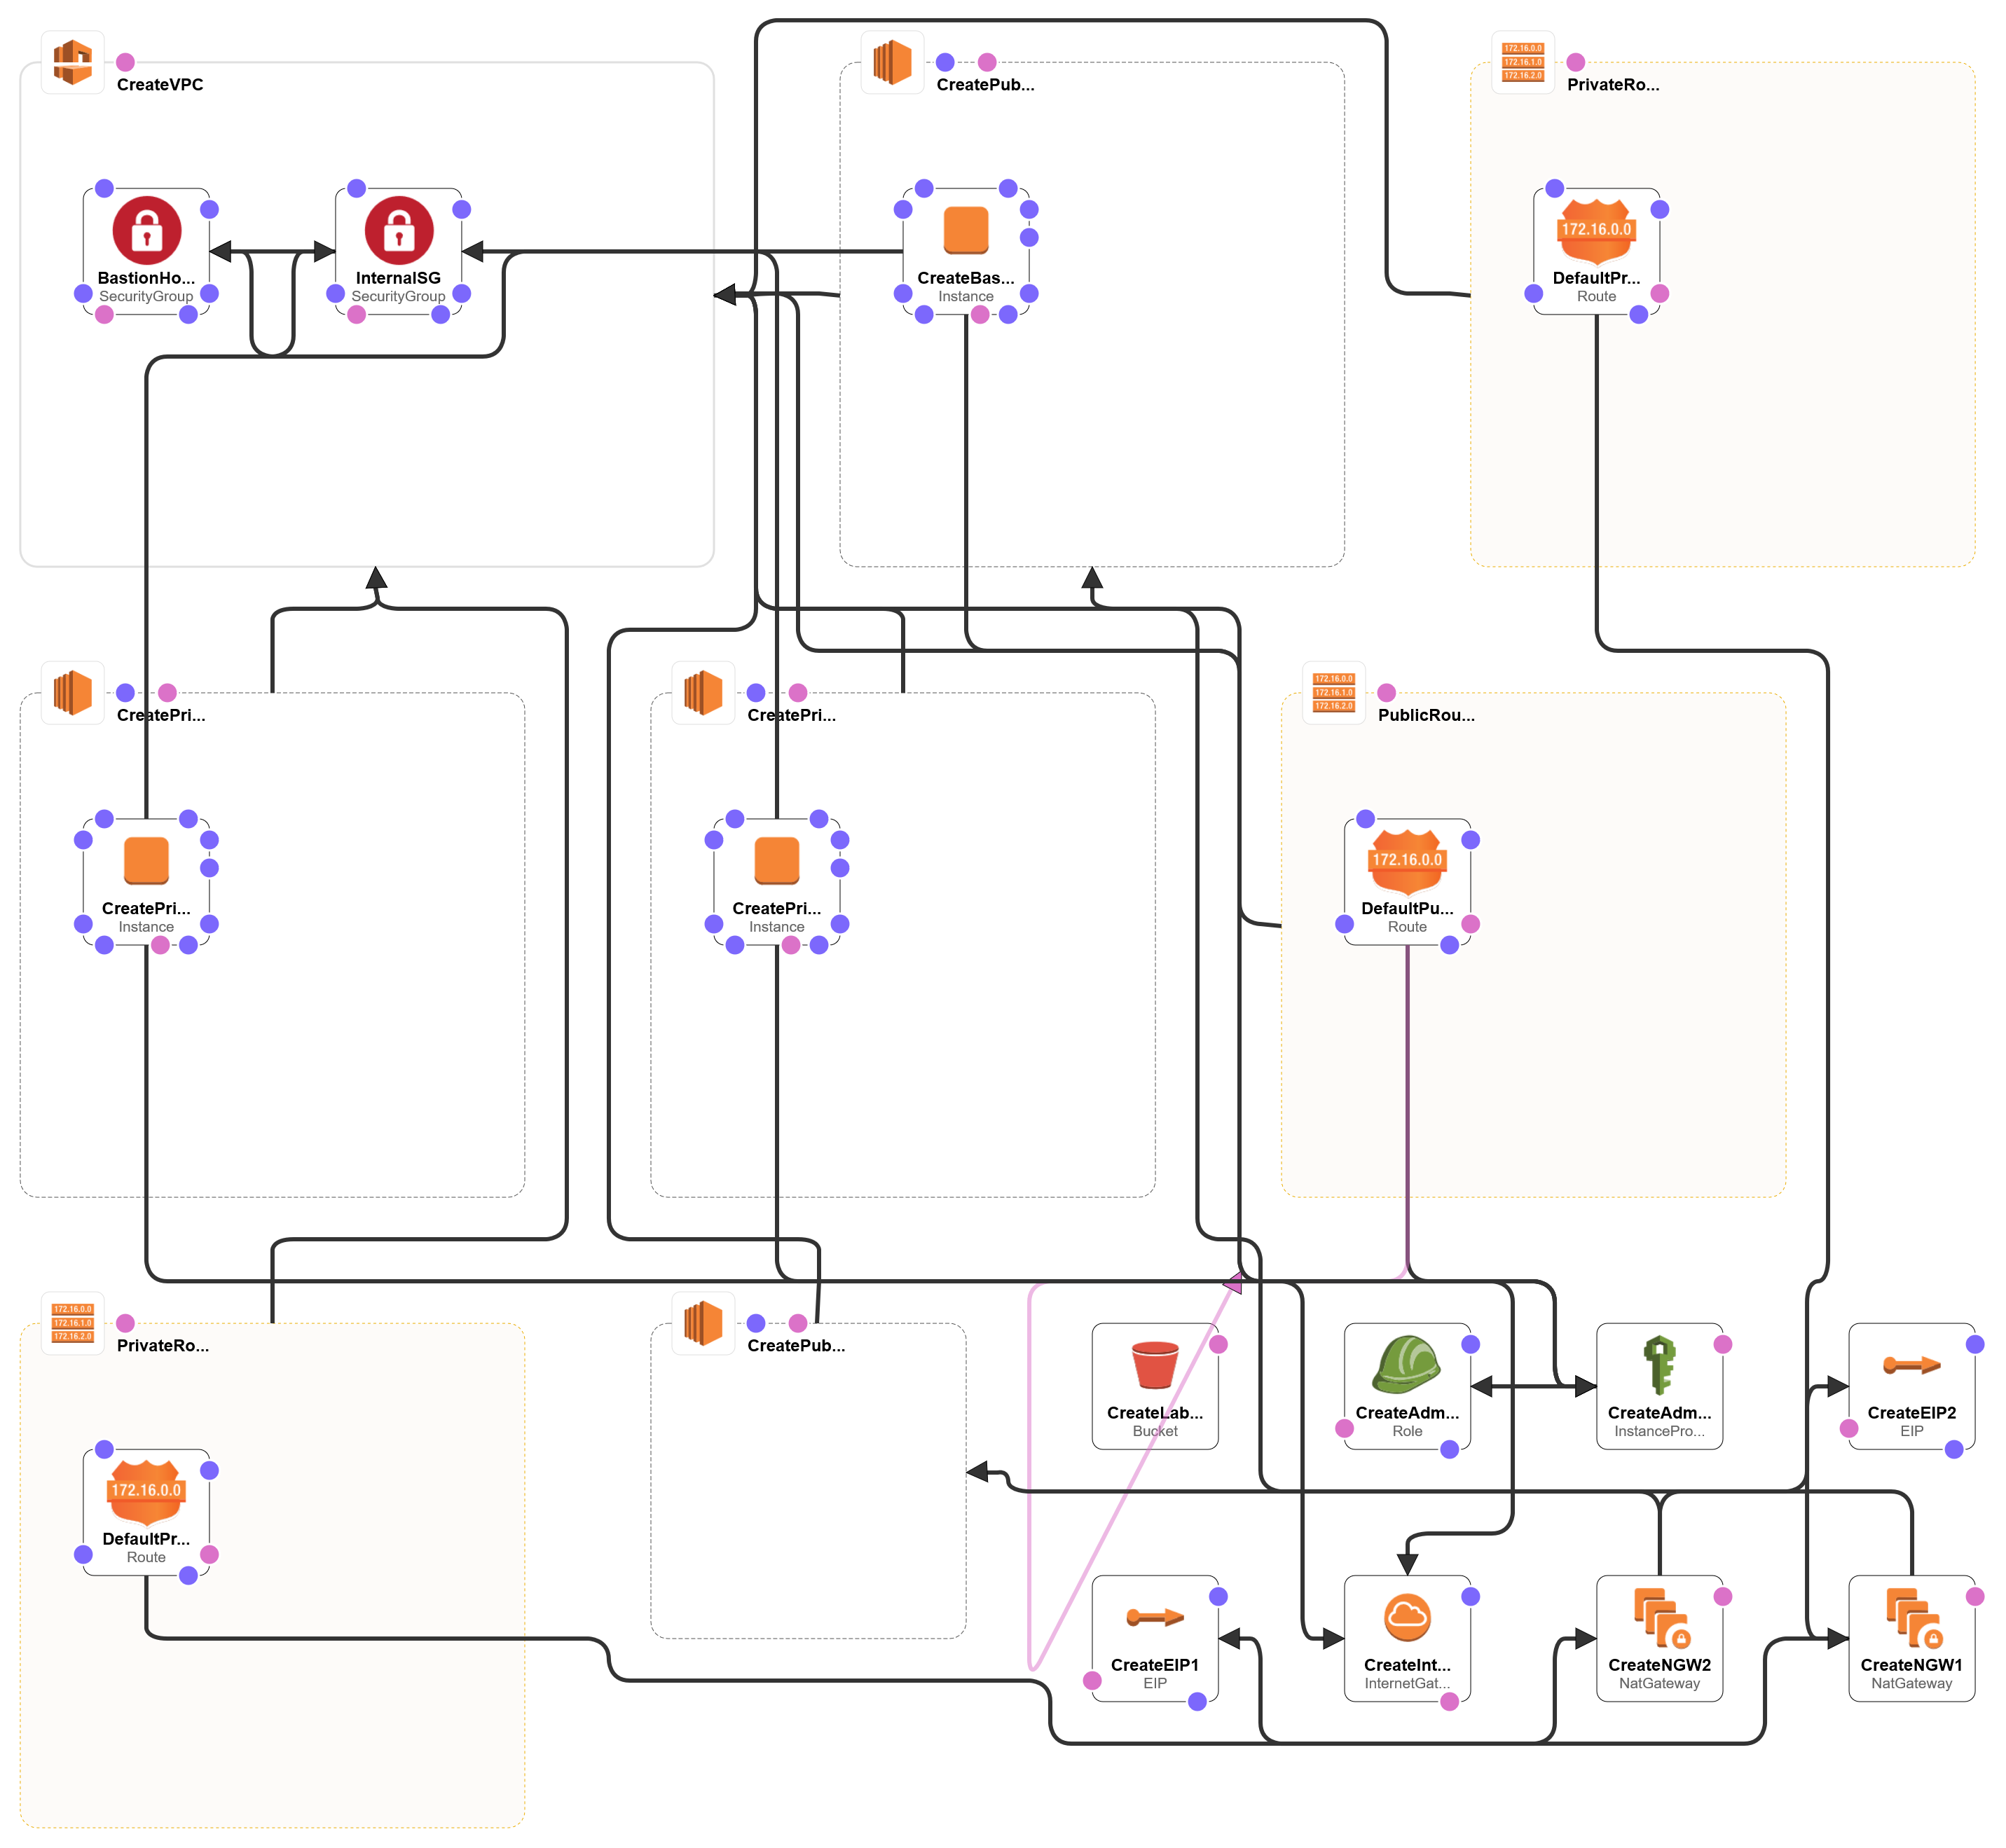 CreateVPC
CreatePub...
172.16.0.0
172.16.1.0
172.16.2.0
PrivateRo...
BastionHo...
SecurityGroup
InternalSG
SecurityGroup
CreateBas...
Instance
172.16.0.0
DefaultPr...
Route
CreatePri...
CreatePri...
172.16.0.0
172.16.1.0
172.16.2.0
PublicRou...
CreatePri...
Instance
CreatePri...
Instance
172.16.0.0
DefaultPu...
Route
172.16.0.0
172.16.1.0
172.16.2.0
PrivateRo...
CreatePub...
CreateLab...
Bucket
CreateAdm...
Role
CreateAdm...
InstancePro...
CreateEIP2
EIP
172.16.0.0
DefaultPr...
Route
CreateEIP1
EIP
CreateInt...
InternetGat...
CreateNGW2
NatGateway
CreateNGW1
NatGateway